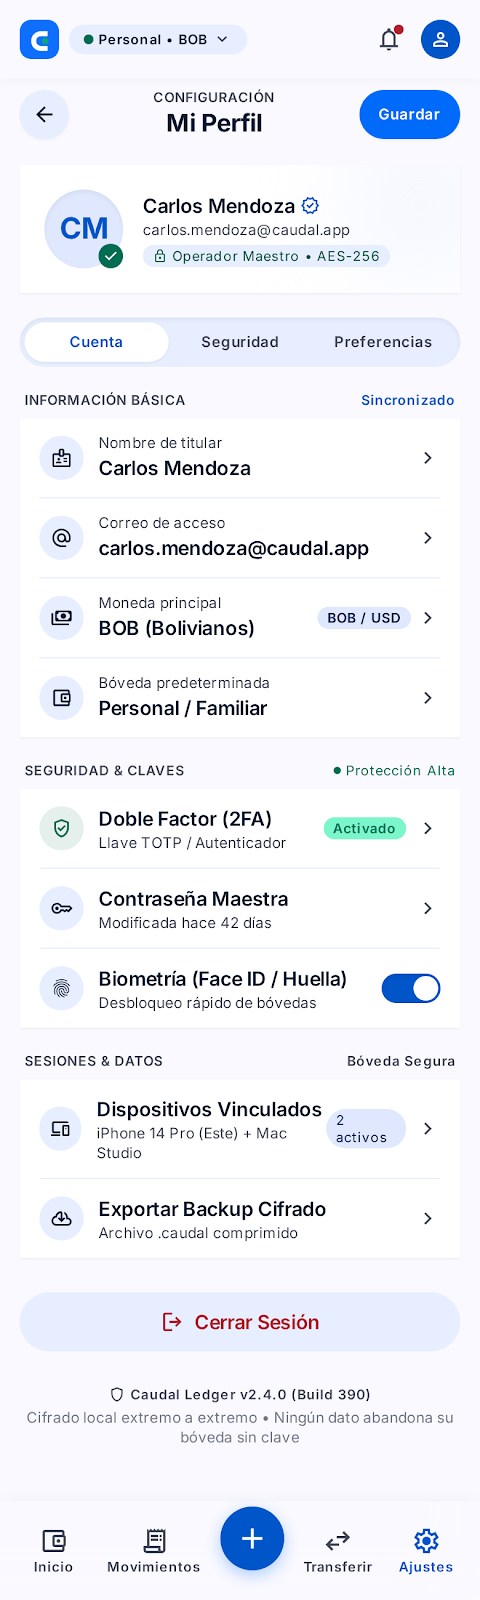 Personal • BOB
CONFIGURACIÓN
Mi Perfil
Guardar
CM
Carlos Mendoza
carlos.mendoza@caudal.app
Operador Maestro • AES-256
Cuenta
Seguridad
Preferencias
INFORMACIÓN BÁSICA
Sincronizado
Nombre de titular
Carlos Mendoza
Correo de acceso
carlos.mendoza@caudal.app
Moneda principal
BOB (Bolivianos)
BOB / USD
Bóveda predeterminada
Personal / Familiar
SEGURIDAD & CLAVES
Protección Alta
Doble Factor (2FA)
Llave TOTP / Autenticador
Activado
Contraseña Maestra
Modificada hace 42 días
Biometría (Face ID / Huella)
Desbloqueo rápido de bóvedas
SESIONES & DATOS
Bóveda Segura
Dispositivos Vinculados
iPhone 14 Pro (Este) + Mac
Studio
2
activos
Exportar Backup Cifrado
Archivo .caudal comprimido
Cerrar Sesión
Caudal Ledger v2.4.0 (Build 390)
Cifrado local extremo a extremo • Ningún dato abandona su
bóveda sin clave
Inicio
Movimientos
Transferir
Ajustes